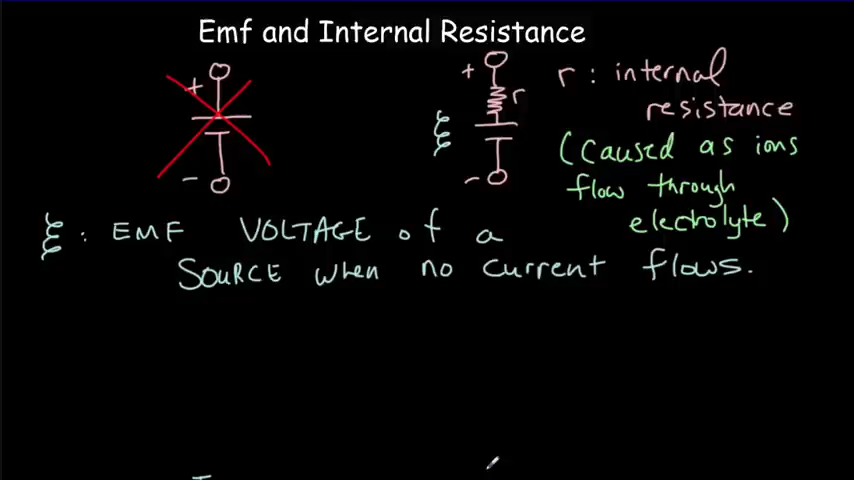 Emf and Internal Resistance
+
+ r
r : internal
resistance
(caused as ions
flow through
electrolyte)
ξ
-
-
ξ : EMF VOLTAGE of a
SOURCE when no current flows.